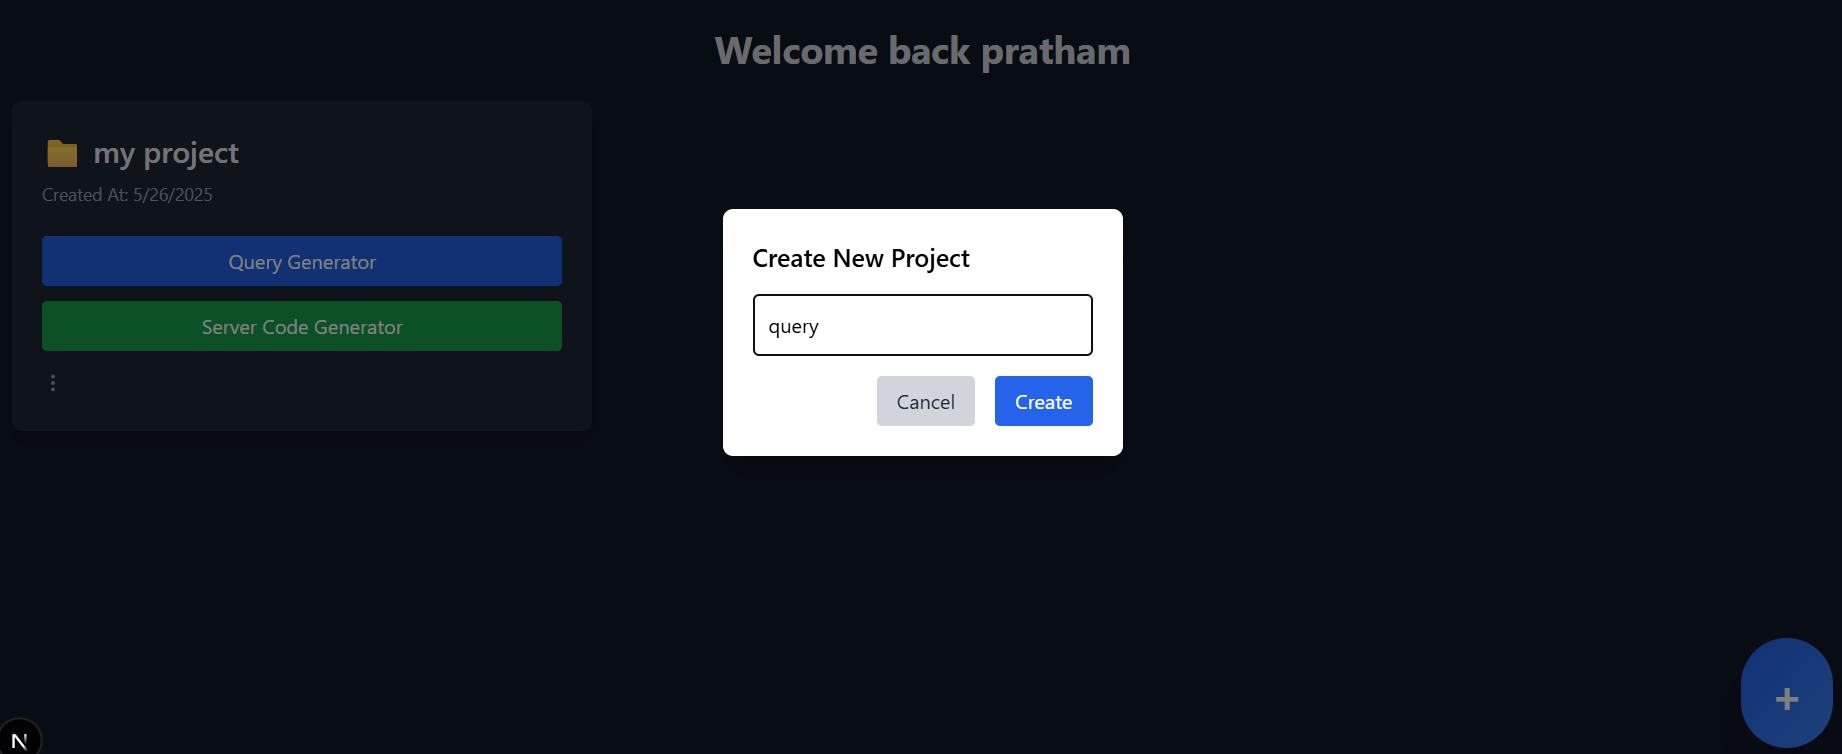 Welcome back pratham
my project
Created At: 5/26/2025
Query Generator
Server Code Generator
Create New Project
query
Cancel
Create
+
N